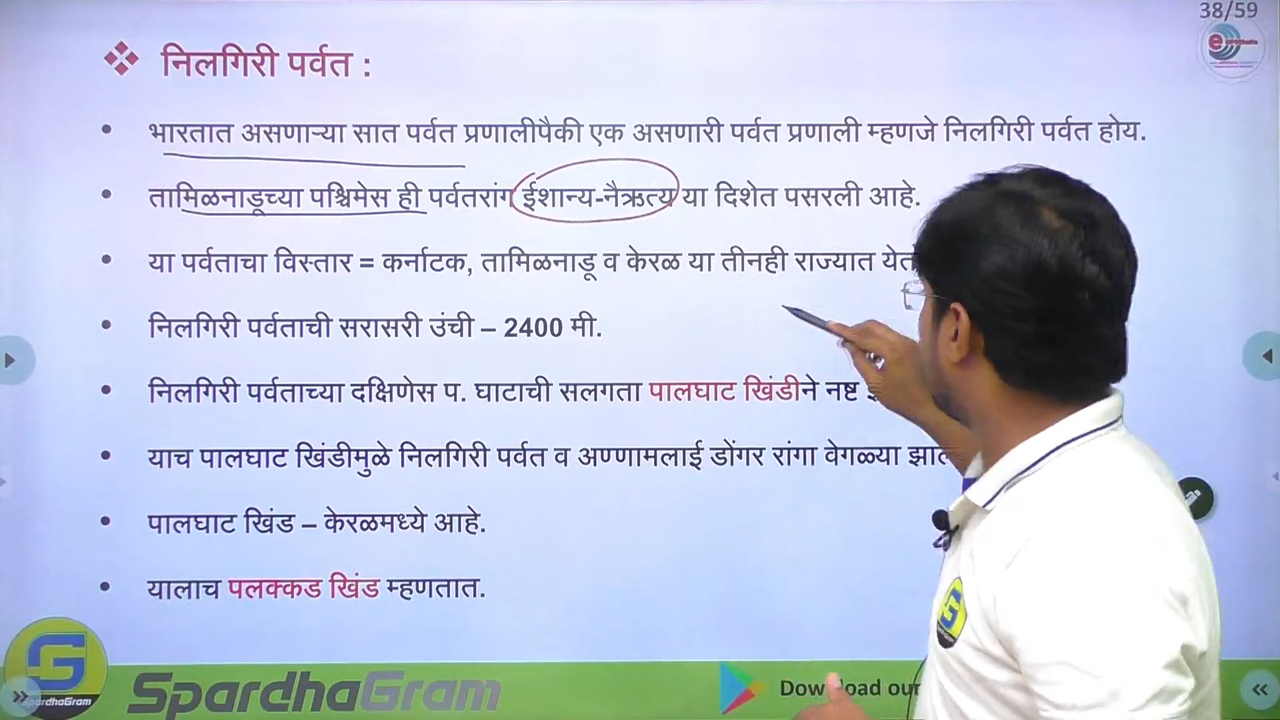 38/59
निलगिरी पर्वत :
भारतात असणाऱ्या सात पर्वत प्रणालीपैकी एक असणारी पर्वत प्रणाली म्हणजे निलगिरी पर्वत होय.
तामिळनाडूच्या पश्चिमेस ही पर्वतरांग ईशान्य-नैऋत्य या दिशेत पसरली आहे.
या पर्वताचा विस्तार = कर्नाटक, तामिळनाडू व केरळ या तीनही राज्यात
निलगिरी पर्वताची सरासरी उंची – 2400 मी.
निलगिरी पर्वताच्या दक्षिणेस प. घाटाची सलगता पालघाट खिंडीने नष्ट
याच पालघाट खिंडीमुळे निलगिरी पर्वत व अण्णामलाई डोंगर रांगा वेगळ्या
पालघाट खिंड – केरळमध्ये आहे.
यालाच पलक्कड खिंड म्हणतात.
SpardhaGram
SpardhaGram
Download our